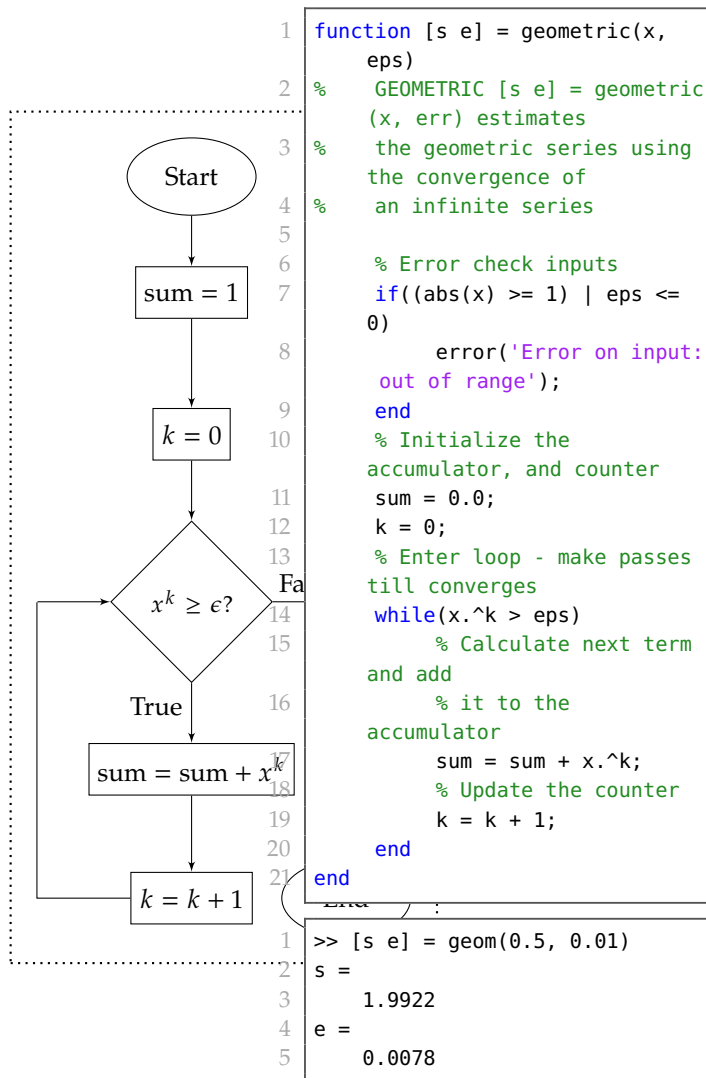 Start
sum = 1
k = 0
x^k ≥ ϵ?
True
sum = sum + x^k
k = k + 1
1 function [s e] = geometric(x,
eps)
2 %    GEOMETRIC [s e] = geometric
(x, err) estimates
3 %    the geometric series using
the convergence of
4 %    an infinite series
5
6 % Error check inputs
7 if((abs(x) >= 1) | eps <=
0)
8 error('Error on input:
out of range');
9 end
10 % Initialize the
accumulator, and counter
11 sum = 0.0;
12 k = 0;
13 % Enter loop - make passes
till converges
14 while(x.^k > eps)
15 % Calculate next term
and add
16 % it to the
accumulator
17 sum = sum + x.^k;
18 % Update the counter
19 k = k + 1;
20 end
21 end
1 >> [s e] = geom(0.5, 0.01)
2 s =
3 1.9922
4 e =
5 0.0078